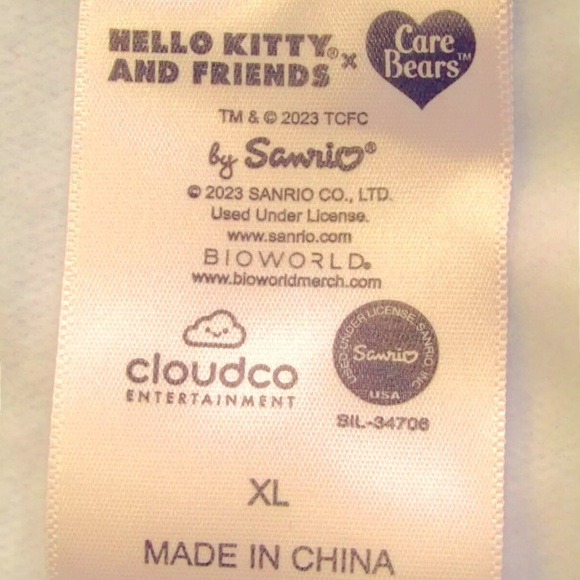 HELLO KITTY® x Care
AND FRIENDS Bears™
TM & © 2023 TCFC
by Sanrio®
© 2023 SANRIO CO., LTD.
Used Under License.
www.sanrio.com
BIOWORLD®
www.bioworldmerch.com
cloudco
ENTERTAINMENT
USED UNDER LICENSE, SANRIO INC.
Sanrio
USA
SIL-34706
XL
MADE IN CHINA